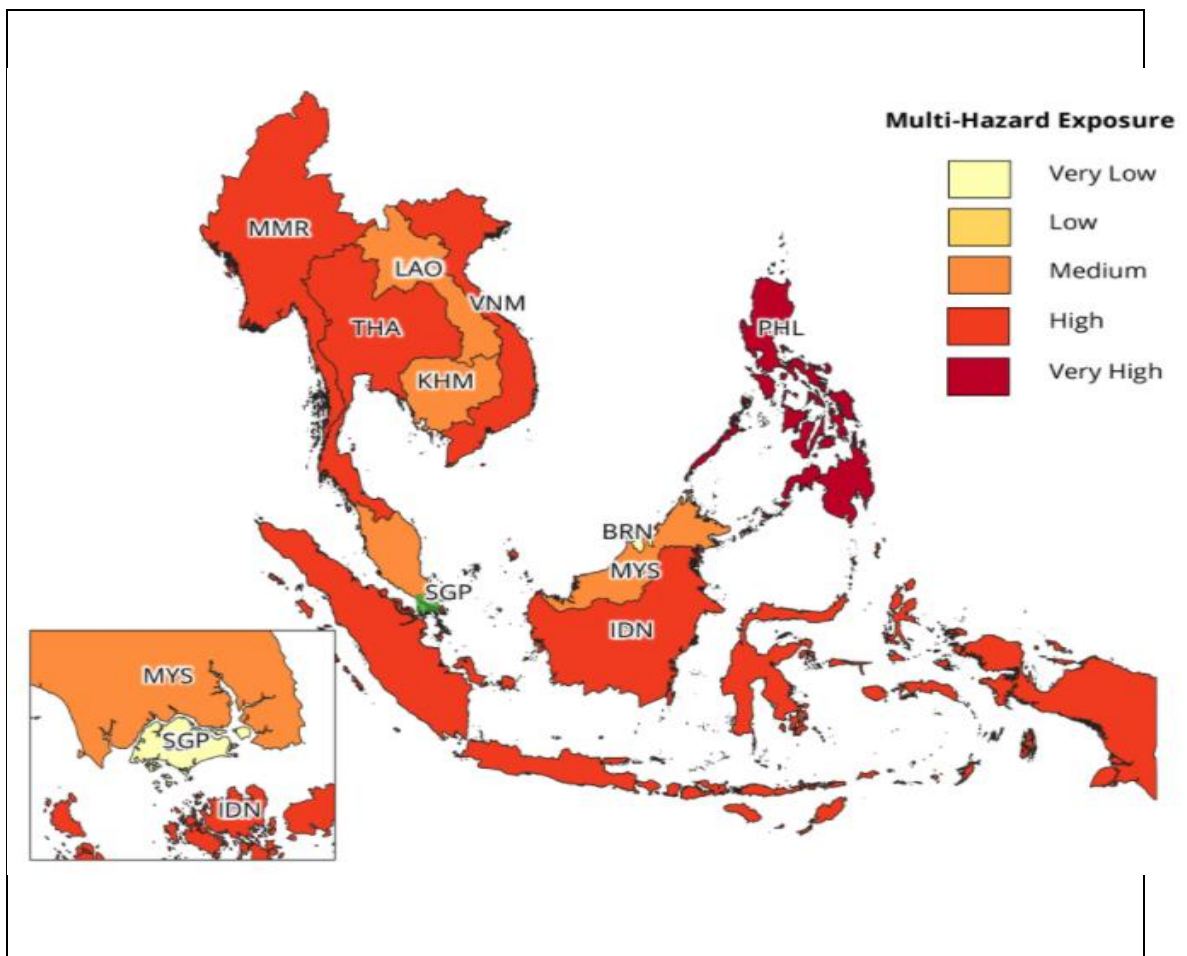 Multi-Hazard Exposure
Very Low
Low
Medium
High
Very High
MMR
LAO
VNM
THA
KHM
PHL
BRN
MYS
SGP
IDN
MYS
SGP
IDN